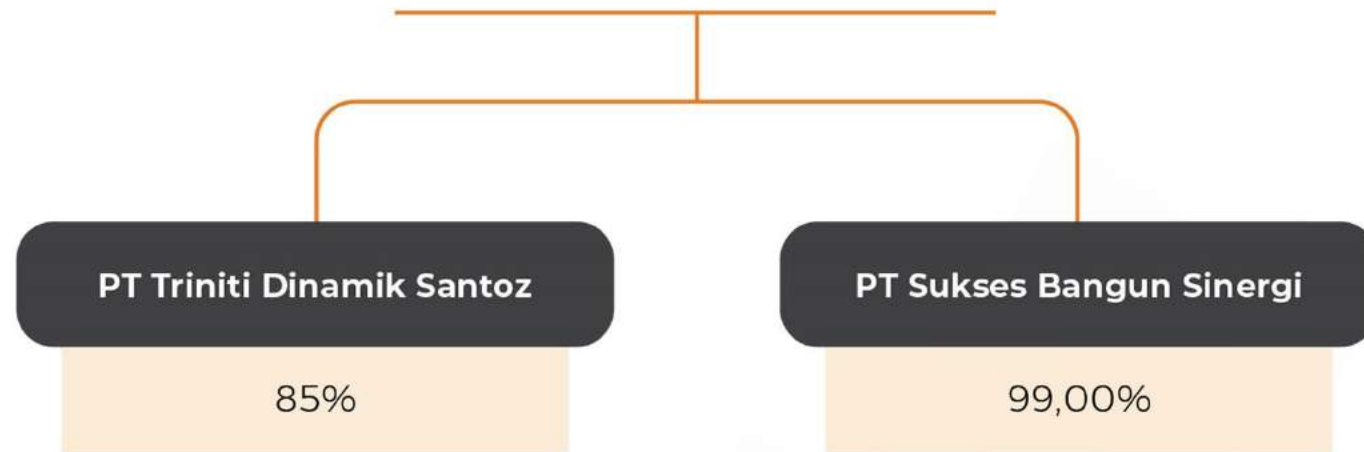 PT Triniti Dinamik Santoz
85%
PT Sukses Bangun Sinergi
99,00%